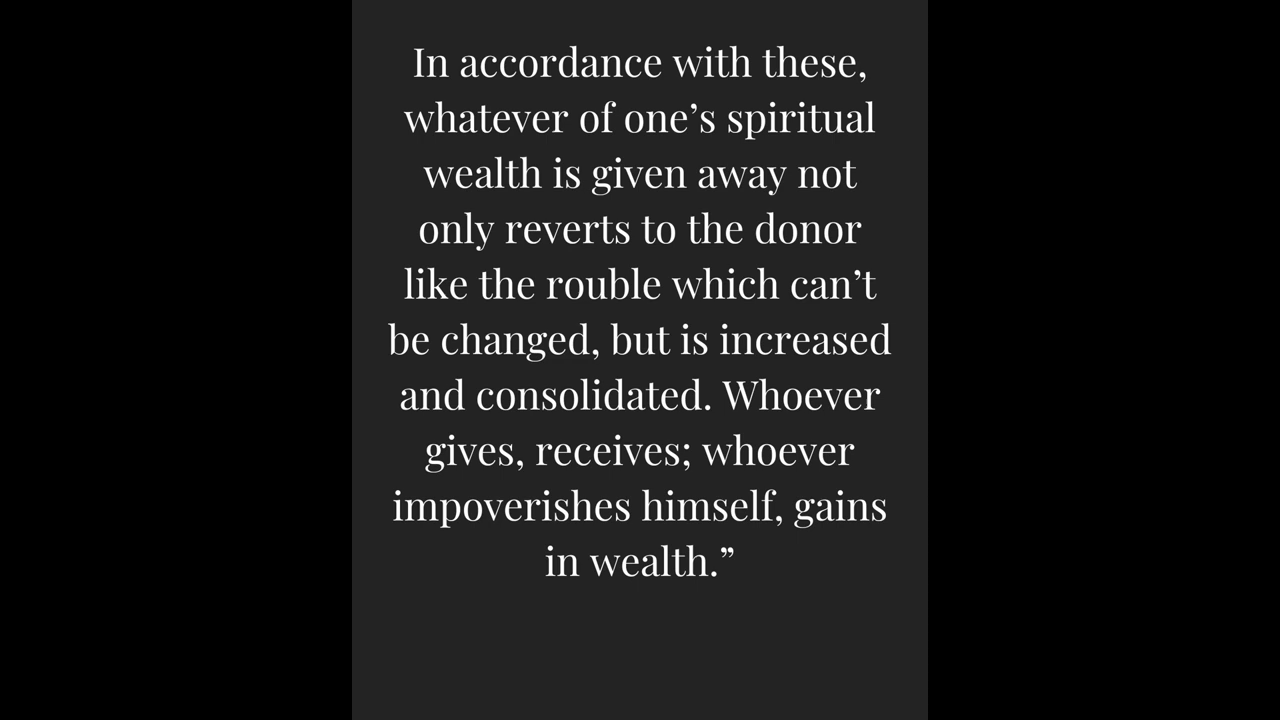 In accordance with these,
whatever of one’s spiritual
wealth is given away not
only reverts to the donor
like the rouble which can’t
be changed, but is increased
and consolidated. Whoever
gives, receives; whoever
impoverishes himself, gains
in wealth.”